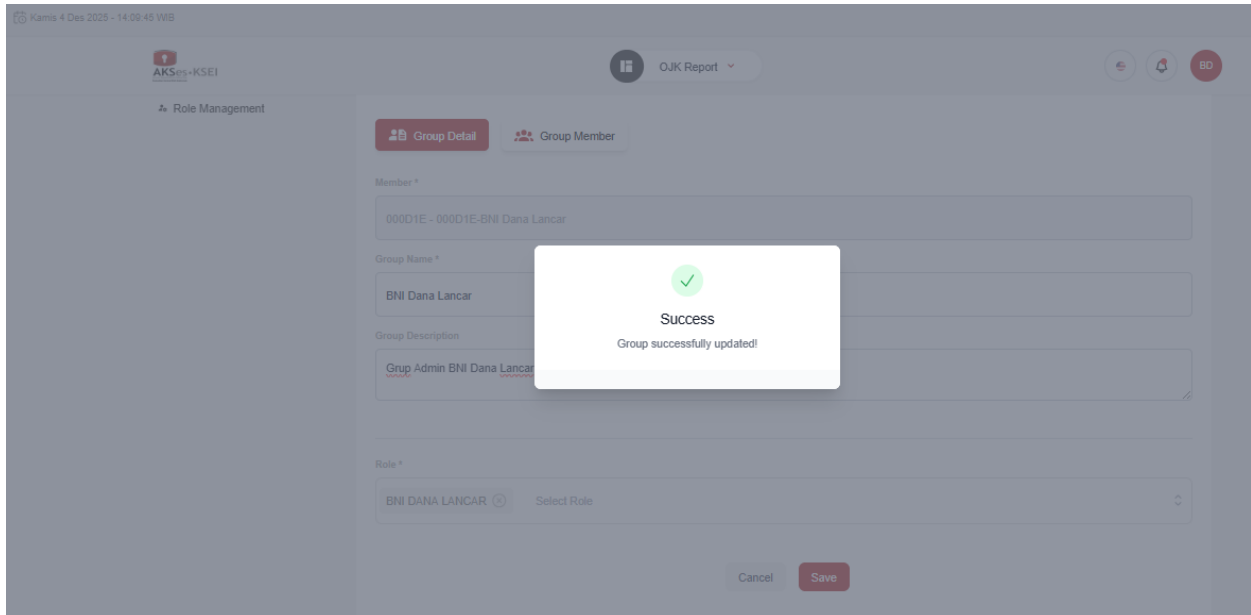 Kamis 4 Des 2025 - 14:09:45 WIB
AKSes-KSEI
OJK Report
BD
Role Management
Group Detail
Group Member
Member *
000D1E - 000D1E-BNI Dana Lancar
Group Name *
BNI Dana Lancar
Group Description
Grup Admin BNI Dana Lancar
Success
Group successfully updated!
Role *
BNI DANA LANCAR
Select Role
Cancel
Save